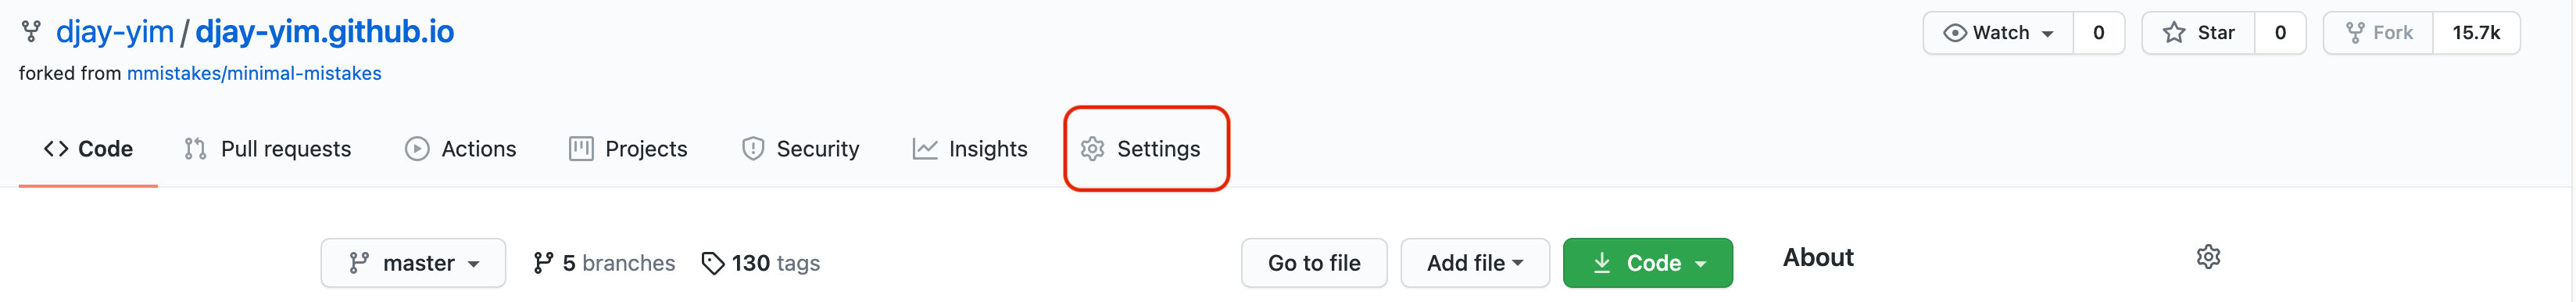 djay-yim / djay-yim.github.io Watch 0 Star 0 Fork 15.7k
forked from mmistakes/minimal-mistakes
Code Pull requests Actions Projects Security Insights Settings
master 5 branches 130 tags Go to file Add file Code About